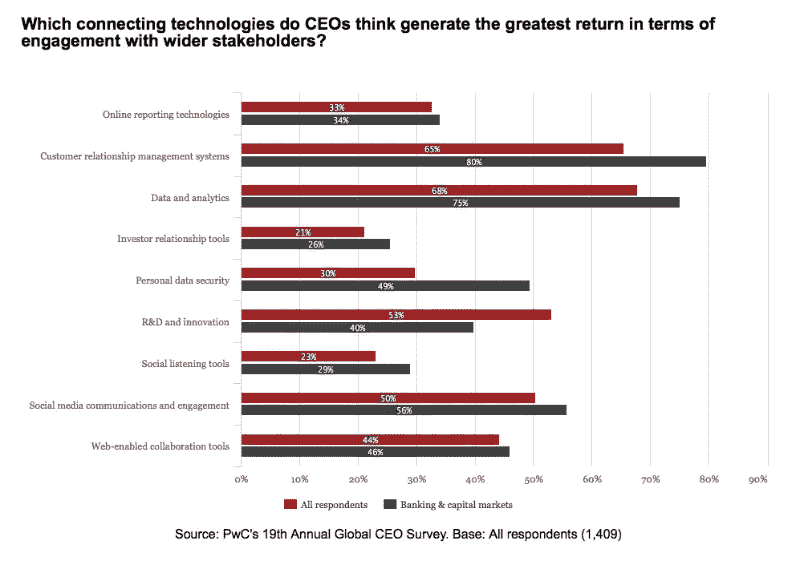 Which connecting technologies do CEOs think generate the greatest return in terms of
engagement with wider stakeholders?
Online reporting technologies
33%
34%
Customer relationship management systems
65%
80%
Data and analytics
68%
75%
Investor relationship tools
21%
26%
Personal data security
30%
49%
R&D and innovation
53%
40%
Social listening tools
23%
29%
Social media communications and engagement
50%
56%
Web-enabled collaboration tools
44%
46%
0% 10% 20% 30% 40% 50% 60% 70% 80% 90%
All respondents Banking & capital markets
Source: PwC's 19th Annual Global CEO Survey. Base: All respondents (1,409)